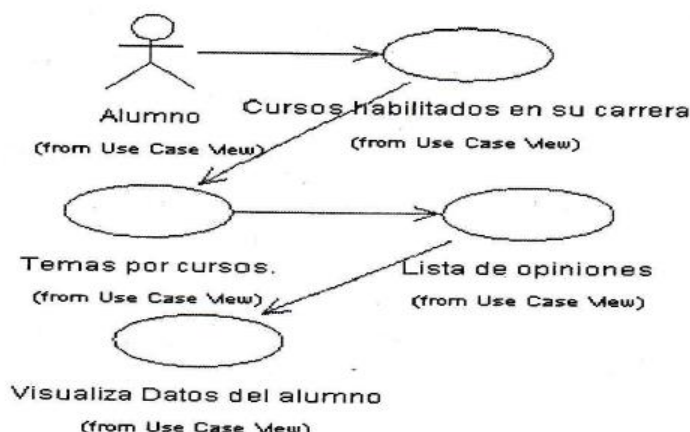 Alumno
(from Use Case View)
Cursos habilitados en su carrera
(from Use Case View)
Temas por cursos.
(from Use Case View)
Lista de opiniones
(from Use Case View)
Visualiza Datos del alumno
(from Use Case View)